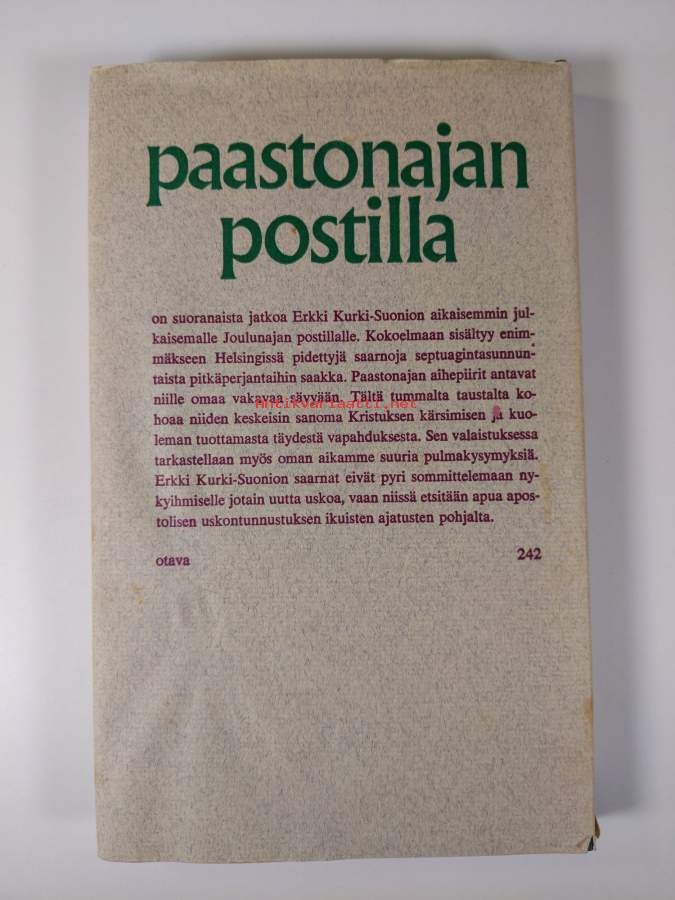 paastonajan
postilla
on suoranaista jatkoa Erkki Kurki-Suonion aikaisemmin jul-
kaisemalle Joulunajan postillalle. Kokoelmaan sisältyy enim-
mäkseen Helsingissä pidettyjä saarnoja septuagintasunnun-
taista pitkäperjantaihin saakka. Paastonajan aihepiirit antavat
niille omaa vakavaa sävyään. Tältä tummalta taustalta ko-
antikvariaatti.net
hoaa niiden keskeisin sanoma Kristuksen kärsimisen ja kuo-
leman tuottamasta täydestä vapahduksesta. Sen valaistuksessa
tarkastellaan myös oman aikamme suuria pulmakysymyksiä.
Erkki Kurki-Suonion saarnat eivät pyri sommittelemaan ny-
kyihmiselle jotain uutta uskoa, vaan niissä etsitään apua apos-
tolisen uskontunnustuksen ikuisten ajatusten pohjalta.
otava 242